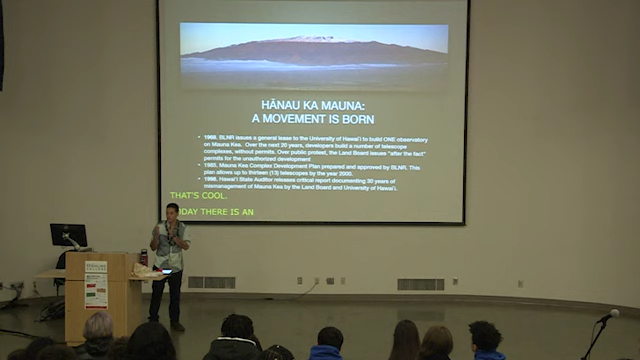 HĀNAU KA MAUNA:
A MOVEMENT IS BORN
• 1968. BLNR issues a general lease to the University of Hawai'i to build ONE observatory
on Mauna Kea. Over the next 20 years, developers build a number of telescope
complexes, without permits. Over public protest, the Land Board issues "after the fact"
permits for the unauthorized development
• 1985. Mauna Kea Complex Development Plan prepared and approved by BLNR. This
plan allows up to thirteen (13) telescopes by the year 2000.
• 1998. Hawai'i State Auditor releases critical report documenting 30 years of
mismanagement of Mauna Kea by the Land Board and University of Hawai'i.
THAT'S COOL.
DAY THERE IS AN